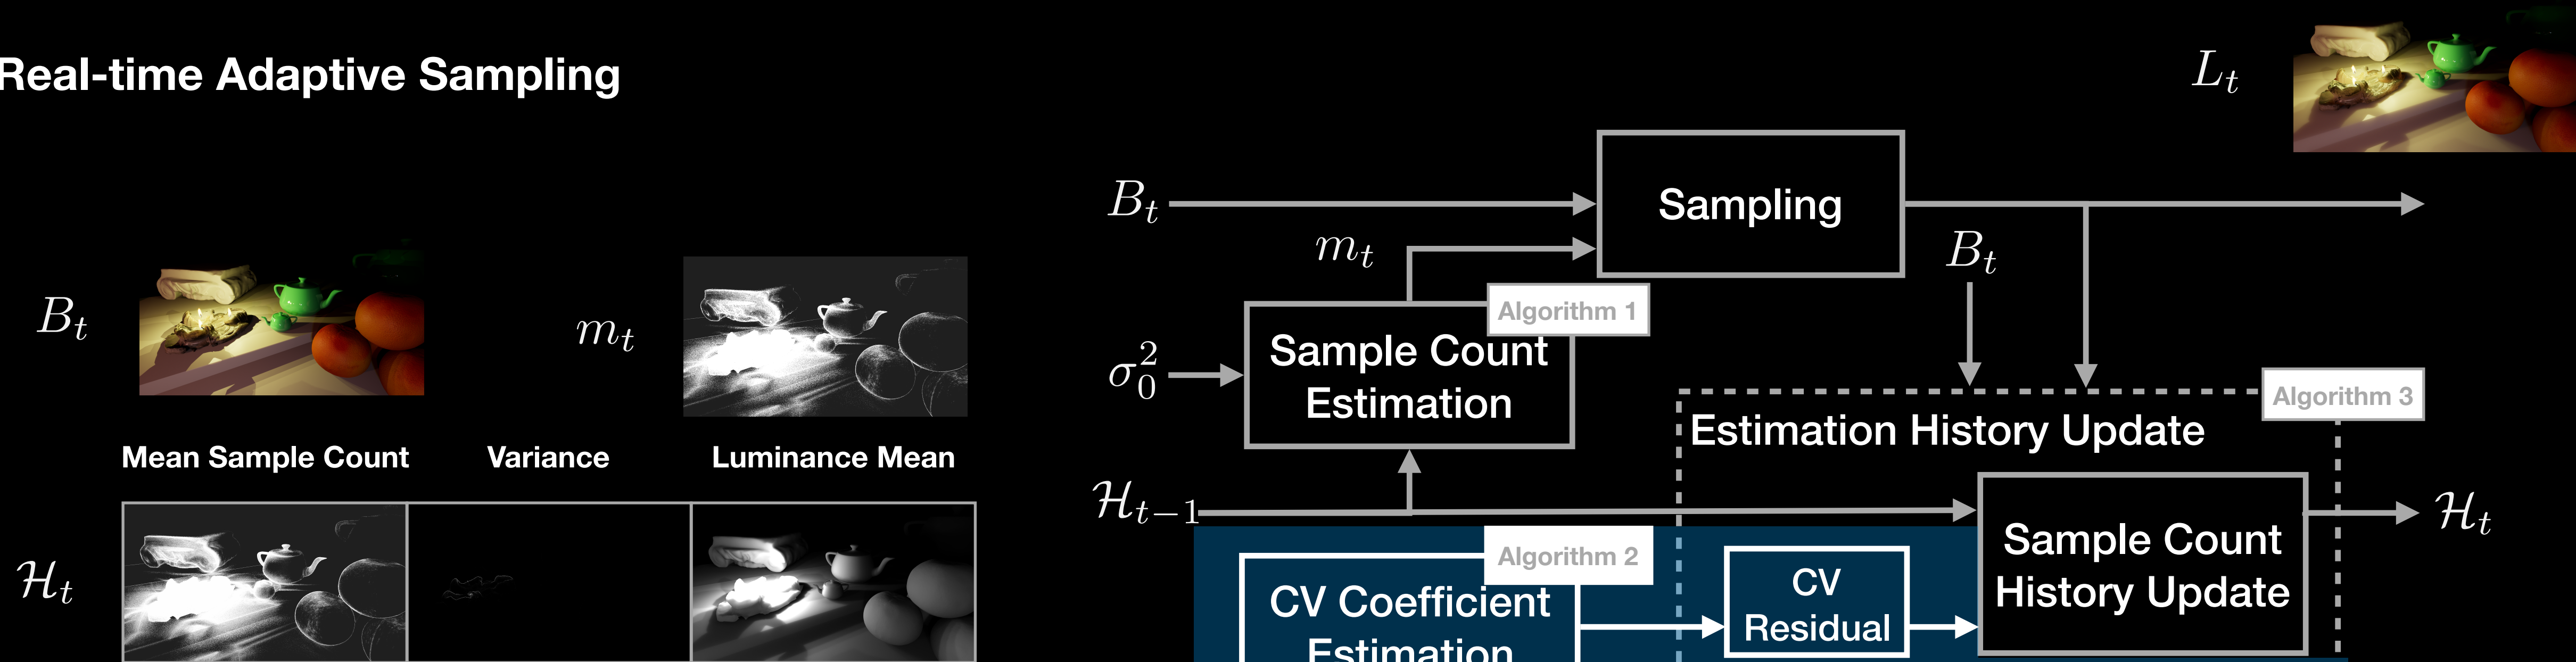 Real-time Adaptive Sampling
L_t
B_t
Sampling
m_t
B_t
Algorithm 1
B_t
m_t
Sample Count
Estimation
σ_0^2
Algorithm 3
Estimation History Update
Mean Sample Count
Variance
Luminance Mean
ℋ_{t−1}
ℋ_t
Sample Count
History Update
Algorithm 2
ℋ_t
CV Coefficient
Estimation
CV
Residual